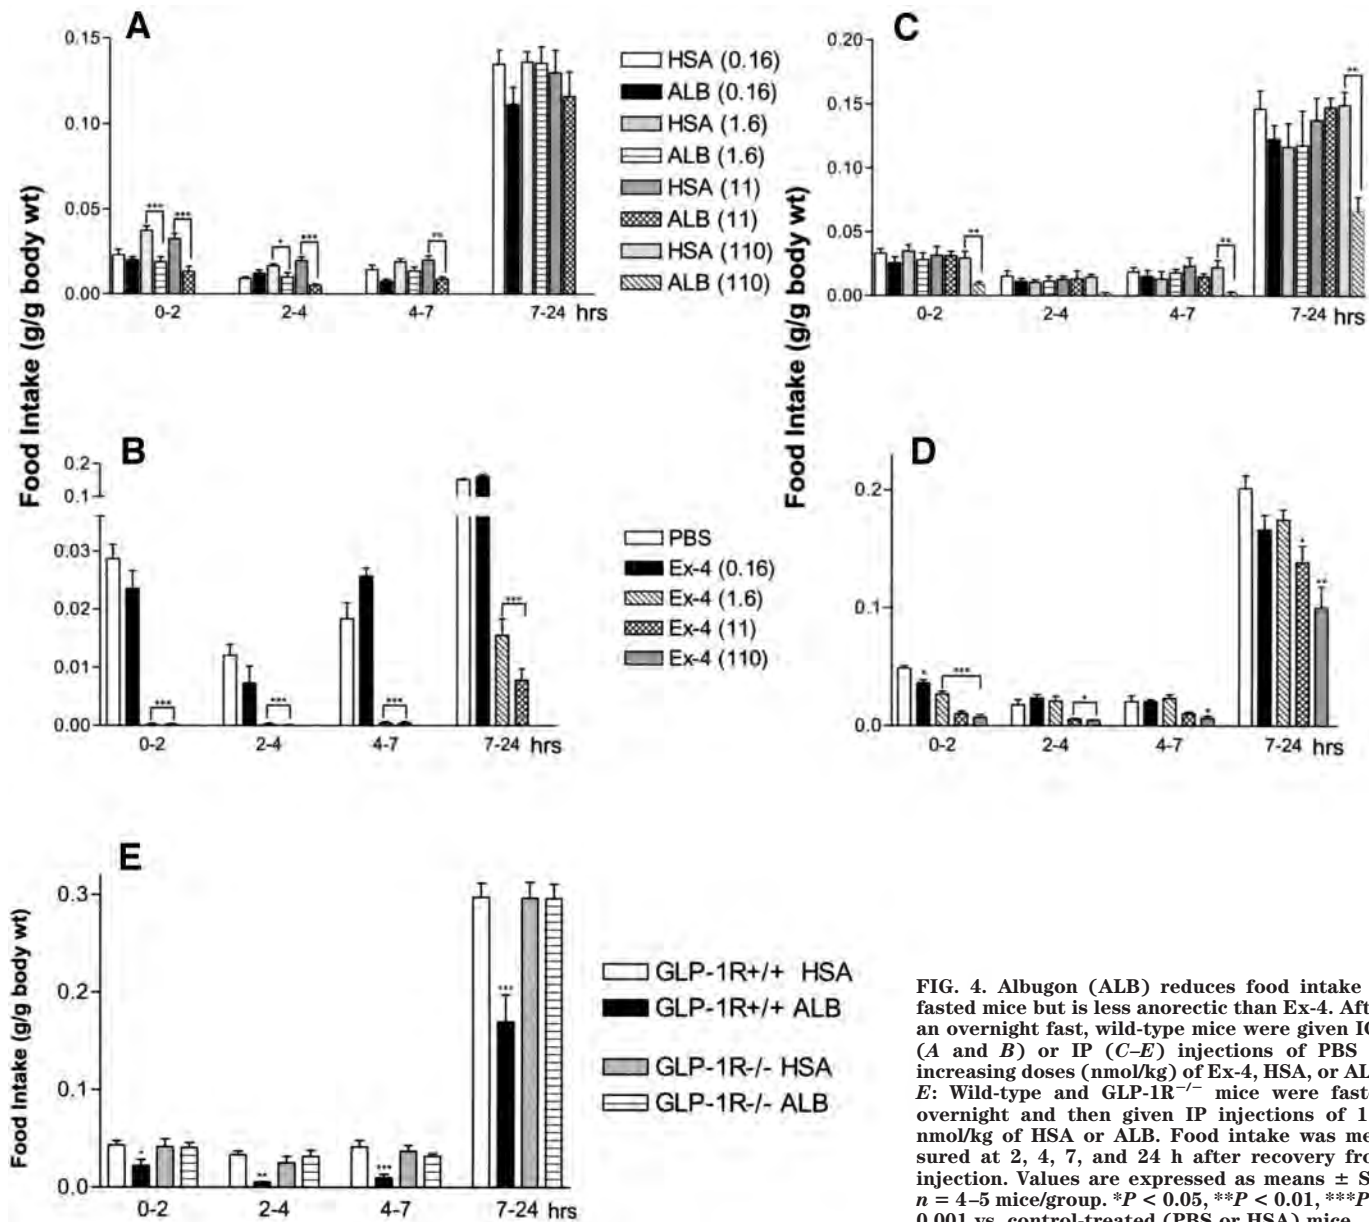 A
Food Intake (g/g body wt)
0.15
0.10
0.05
0.00
*** ***
* ***
**
0-2 2-4 4-7 hrs
HSA (0.16)
ALB (0.16)
HSA (1.6)
ALB (1.6)
HSA (11)
ALB (11)
HSA (110)
ALB (110)
C
Food Intake (g/g body wt)
0.20
0.15
0.10
0.05
0.00
**
**
**
0-2 2-4 4-7 7-24 hrs
B
0.2
0.1
0.03
0.02
0.01
0.00
***
***
***
***
0-2 2-4 4-7 7-24 hrs
PBS
Ex-4 (0.16)
Ex-4 (1.6)
Ex-4 (11)
Ex-4 (110)
D
0.2
0.1
0.0
* ***
*
*
* **
0-2 2-4 4-7 7-24 hrs
E
Food Intake (g/g body wt)
0.3
0.2
0.1
0.0
*
**
***
***
0-2 2-4 4-7 7-24 hrs
GLP-1R+/+ HSA
GLP-1R+/+ ALB
GLP-1R-/- HSA
GLP-1R-/- ALB
FIG. 4. Albugon (ALB) reduces food intake
fasted mice but is less anorectic than Ex-4. Aft
an overnight fast, wild-type mice were given IC
(A and B) or IP (C–E) injections of PBS
increasing doses (nmol/kg) of Ex-4, HSA, or AL
E: Wild-type and GLP-1R−/− mice were faste
overnight and then given IP injections of 1
nmol/kg of HSA or ALB. Food intake was me
sured at 2, 4, 7, and 24 h after recovery fro
injection. Values are expressed as means ± S
n = 4–5 mice/group. *P < 0.05, **P < 0.01, ***P
0.001 vs. control-treated (PBS or HSA) mice.